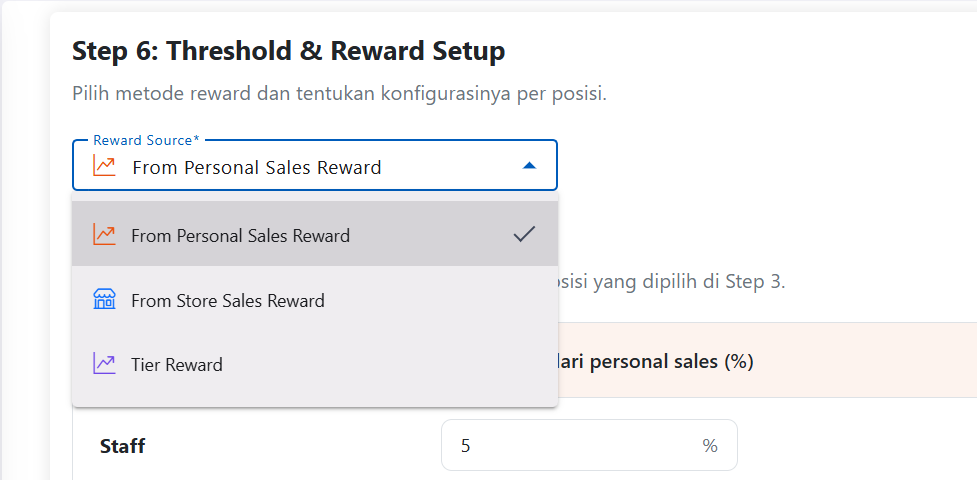 Step 6: Threshold & Reward Setup
Pilih metode reward dan tentukan konfigurasinya per posisi.
Reward Source*
From Personal Sales Reward
From Personal Sales Reward
From Store Sales Reward
yang dipilih di Step 3.
Tier Reward
personal sales (%)
Staff
5 %